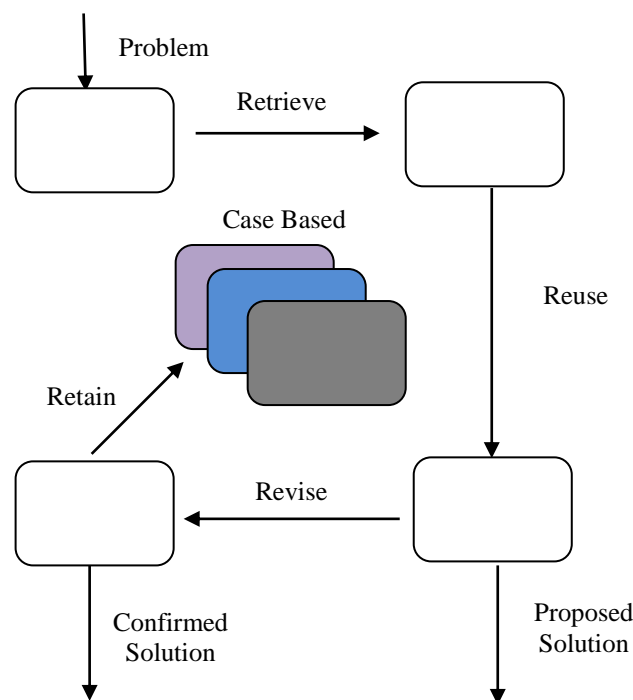 Problem
Retrieve
Case Based
Reuse
Retain
Revise
Confirmed
Solution
Proposed
Solution